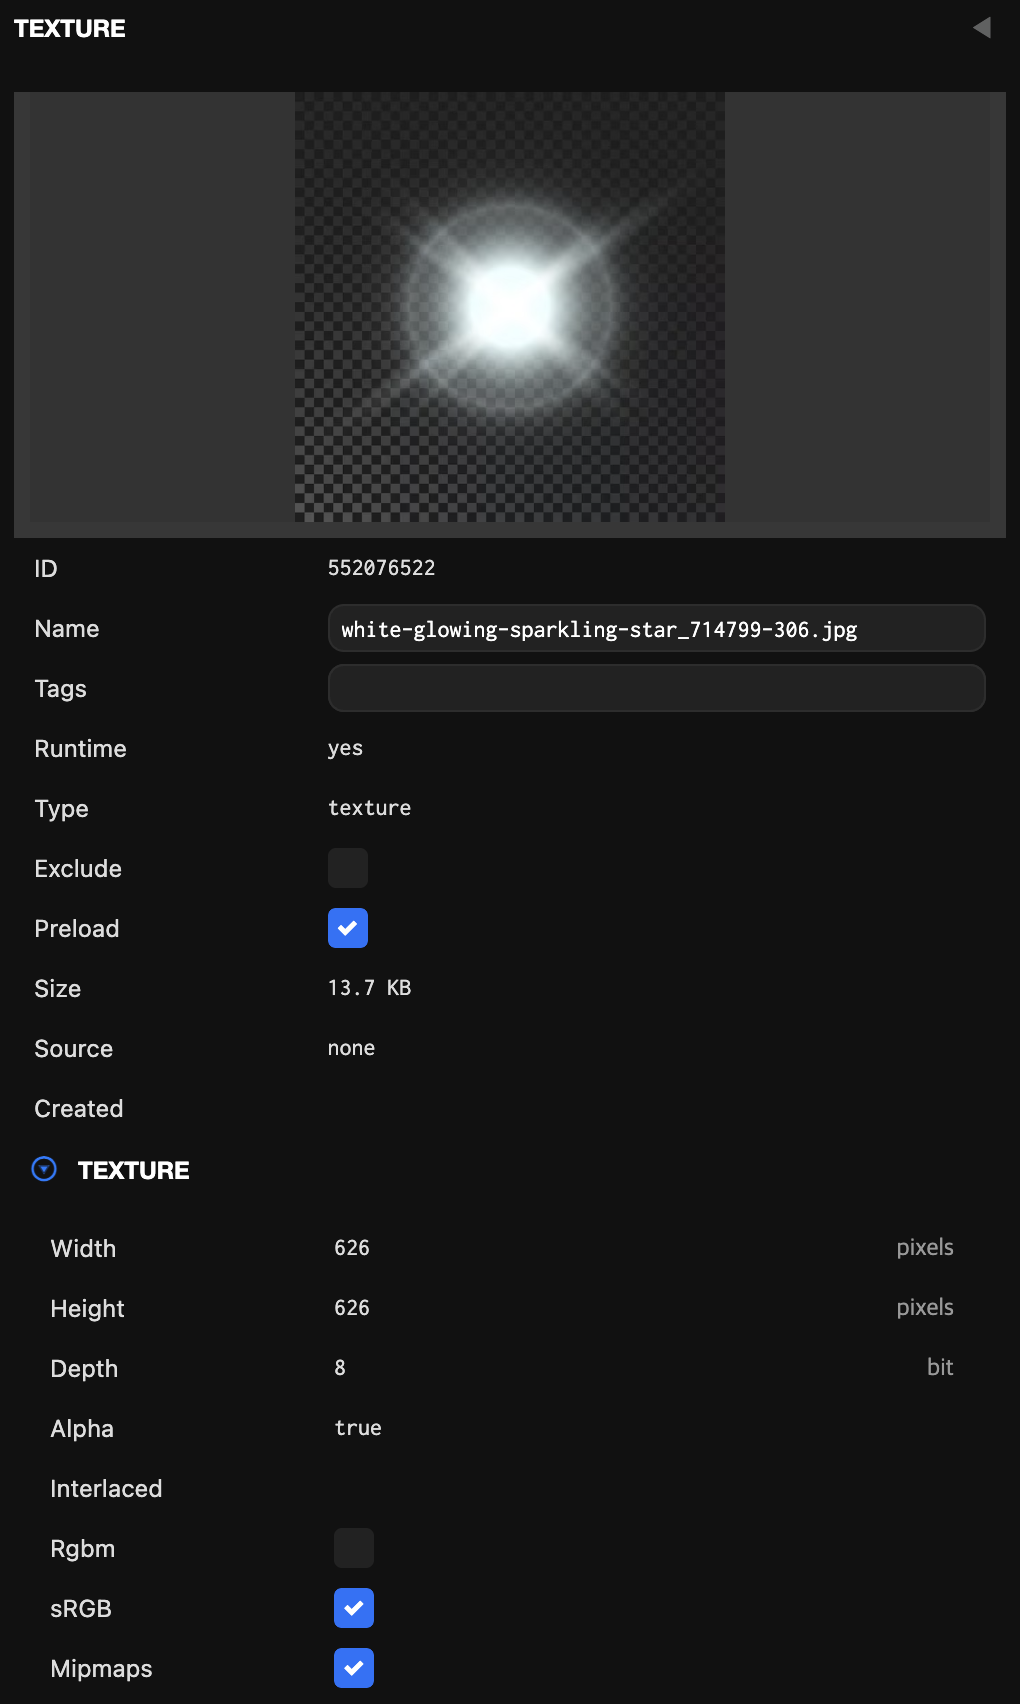 TEXTURE
ID 552076522
Name white-glowing-sparkling-star_714799-306.jpg
Tags
Runtime yes
Type texture
Exclude
Preload
Size 13.7 KB
Source none
Created
TEXTURE
Width 626 pixels
Height 626 pixels
Depth 8 bit
Alpha true
Interlaced
Rgbm
sRGB
Mipmaps